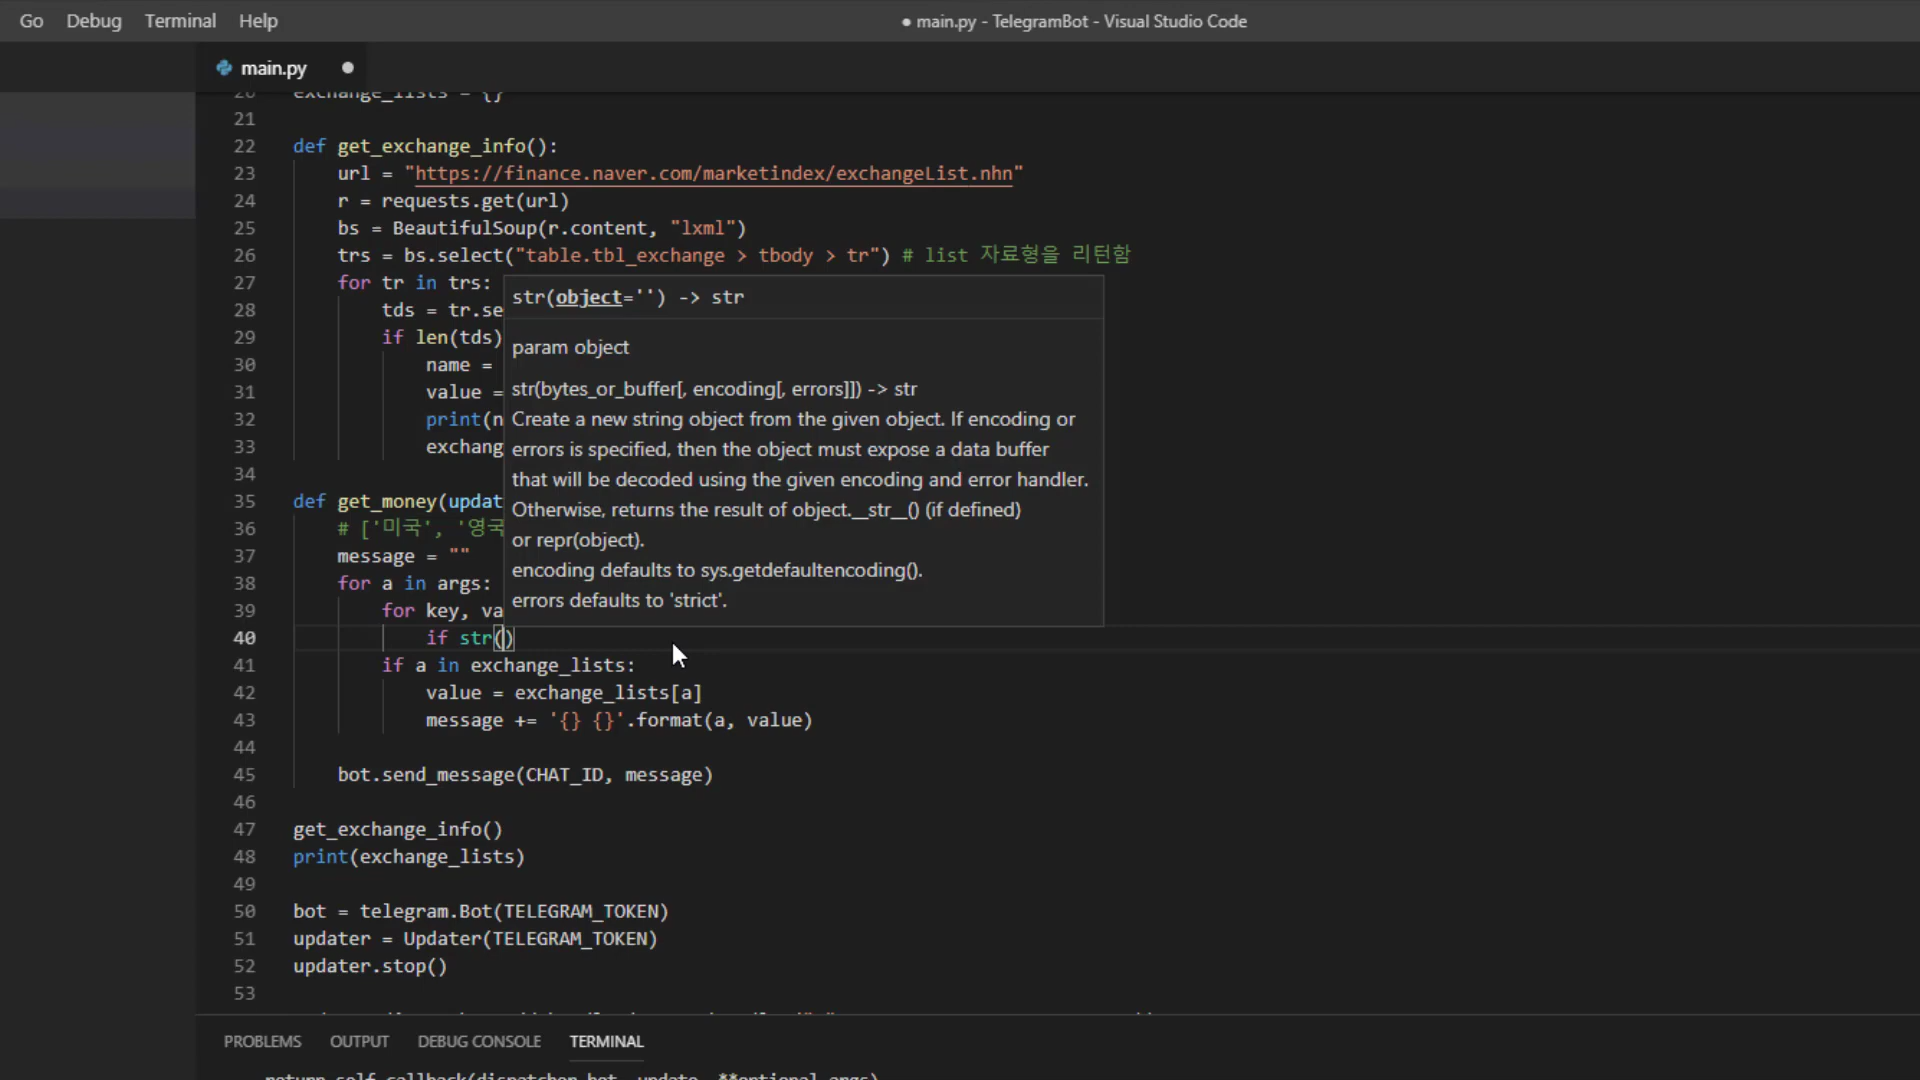 Go Debug Terminal Help
● main.py - TelegramBot - Visual Studio Code
main.py ●
20 exchange_lists = {}
21
22 def get_exchange_info():
23 url = "https://finance.naver.com/marketindex/exchangeList.nhn"
24 r = requests.get(url)
25 bs = BeautifulSoup(r.content, "lxml")
26 trs = bs.select("table.tbl_exchange > tbody > tr") # list 자료형을 리턴함
27 for tr in trs:
28 tds = tr.se
29 if len(tds)
30 name =
31 value =
32 print(n
33 exchang
34
str(object='') -> str
param object
str(bytes_or_buffer[, encoding[, errors]]) -> str
Create a new string object from the given object. If encoding or
errors is specified, then the object must expose a data buffer
that will be decoded using the given encoding and error handler.
Otherwise, returns the result of object.__str__() (if defined)
or repr(object).
encoding defaults to sys.getdefaultencoding().
errors defaults to 'strict'.
35 def get_money(updat
36 # ['미국', '영국
37 message = ""
38 for a in args:
39 for key, va
40 if str()
41 if a in exchange_lists:
42 value = exchange_lists[a]
43 message += '{} {}'.format(a, value)
44
45 bot.send_message(CHAT_ID, message)
46
47 get_exchange_info()
48 print(exchange_lists)
49
50 bot = telegram.Bot(TELEGRAM_TOKEN)
51 updater = Updater(TELEGRAM_TOKEN)
52 updater.stop()
53
PROBLEMS OUTPUT DEBUG CONSOLE TERMINAL
return self.callback(dispatcher.bot, update, **optional_args)